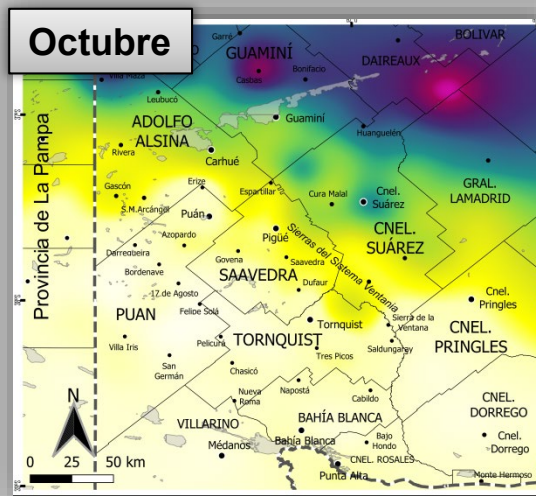 Octubre
BOLIVAR
Garré
GUAMINÍ
DAIREAUX
Casbas
Bonifacio
Villa Maza
Leubucó
ADOLFO
ALSINA
Guaminí
Huanguelén
Rivera
Carhué
GRAL.
LAMADRID
Gascón
Erize
Espartillar
Cura Malal
Cnel.
Suárez
S.M.Arcángel
Puán
CNEL.
SUÁREZ
Azopardo
Pigüé
Sierras del Sistema Ventania
Darregueira
Govena
Saavedra
Bordenave
SAAVEDRA
17 de Agosto
Dufaur
Cnel.
Pringles
PUAN
Felipe Solá
Tornquist
Sierra de la
Ventana
CNEL.
PRINGLES
Villa Iris
Pelicurá
TORNQUIST
Saldungaray
San
Germán
Tres Picos
Chasicó
Napostá
CNEL.
DORREGO
Nueva
Roma
Cabildo
VILLARINO
BAHÍA BLANCA
Médanos
Bahía Blanca
Bajo
Hondo
Cnel.
Dorrego
CNEL. ROSALES
Punta Alta
Monte Hermoso
Provincia de La Pampa
N
0 25 50 km